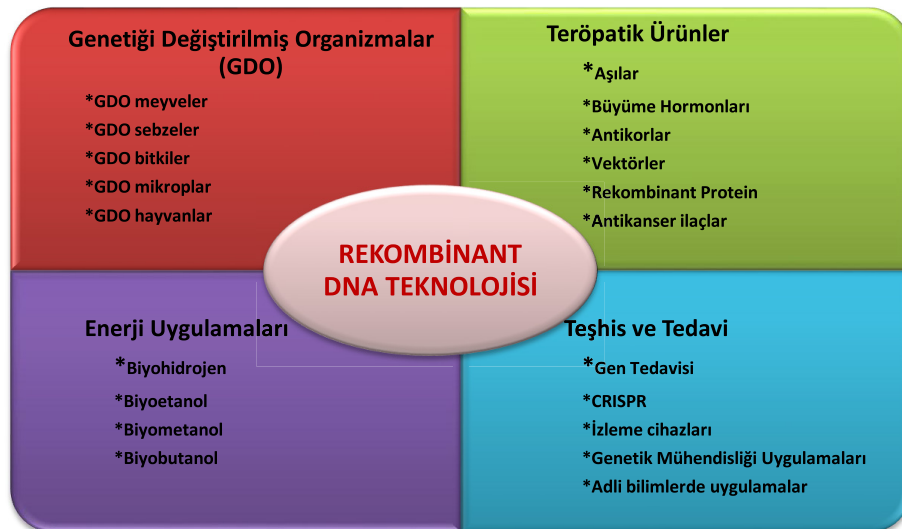 Genetiği Değiştirilmiş Organizmalar
(GDO)
*GDO meyveler
*GDO sebzeler
*GDO bitkiler
*GDO mikroplar
*GDO hayvanlar
Teröpatik Ürünler
*Aşılar
*Büyüme Hormonları
*Antikorlar
*Vektörler
*Rekombinant Protein
*Antikanser ilaçlar
REKOMBİNANT
DNA TEKNOLOJİSİ
Enerji Uygulamaları
*Biyohidrojen
*Biyoetanol
*Biyometanol
*Biyobutanol
Teşhis ve Tedavi
*Gen Tedavisi
*CRISPR
*İzleme cihazları
*Genetik Mühendisliği Uygulamaları
*Adli bilimlerde uygulamalar